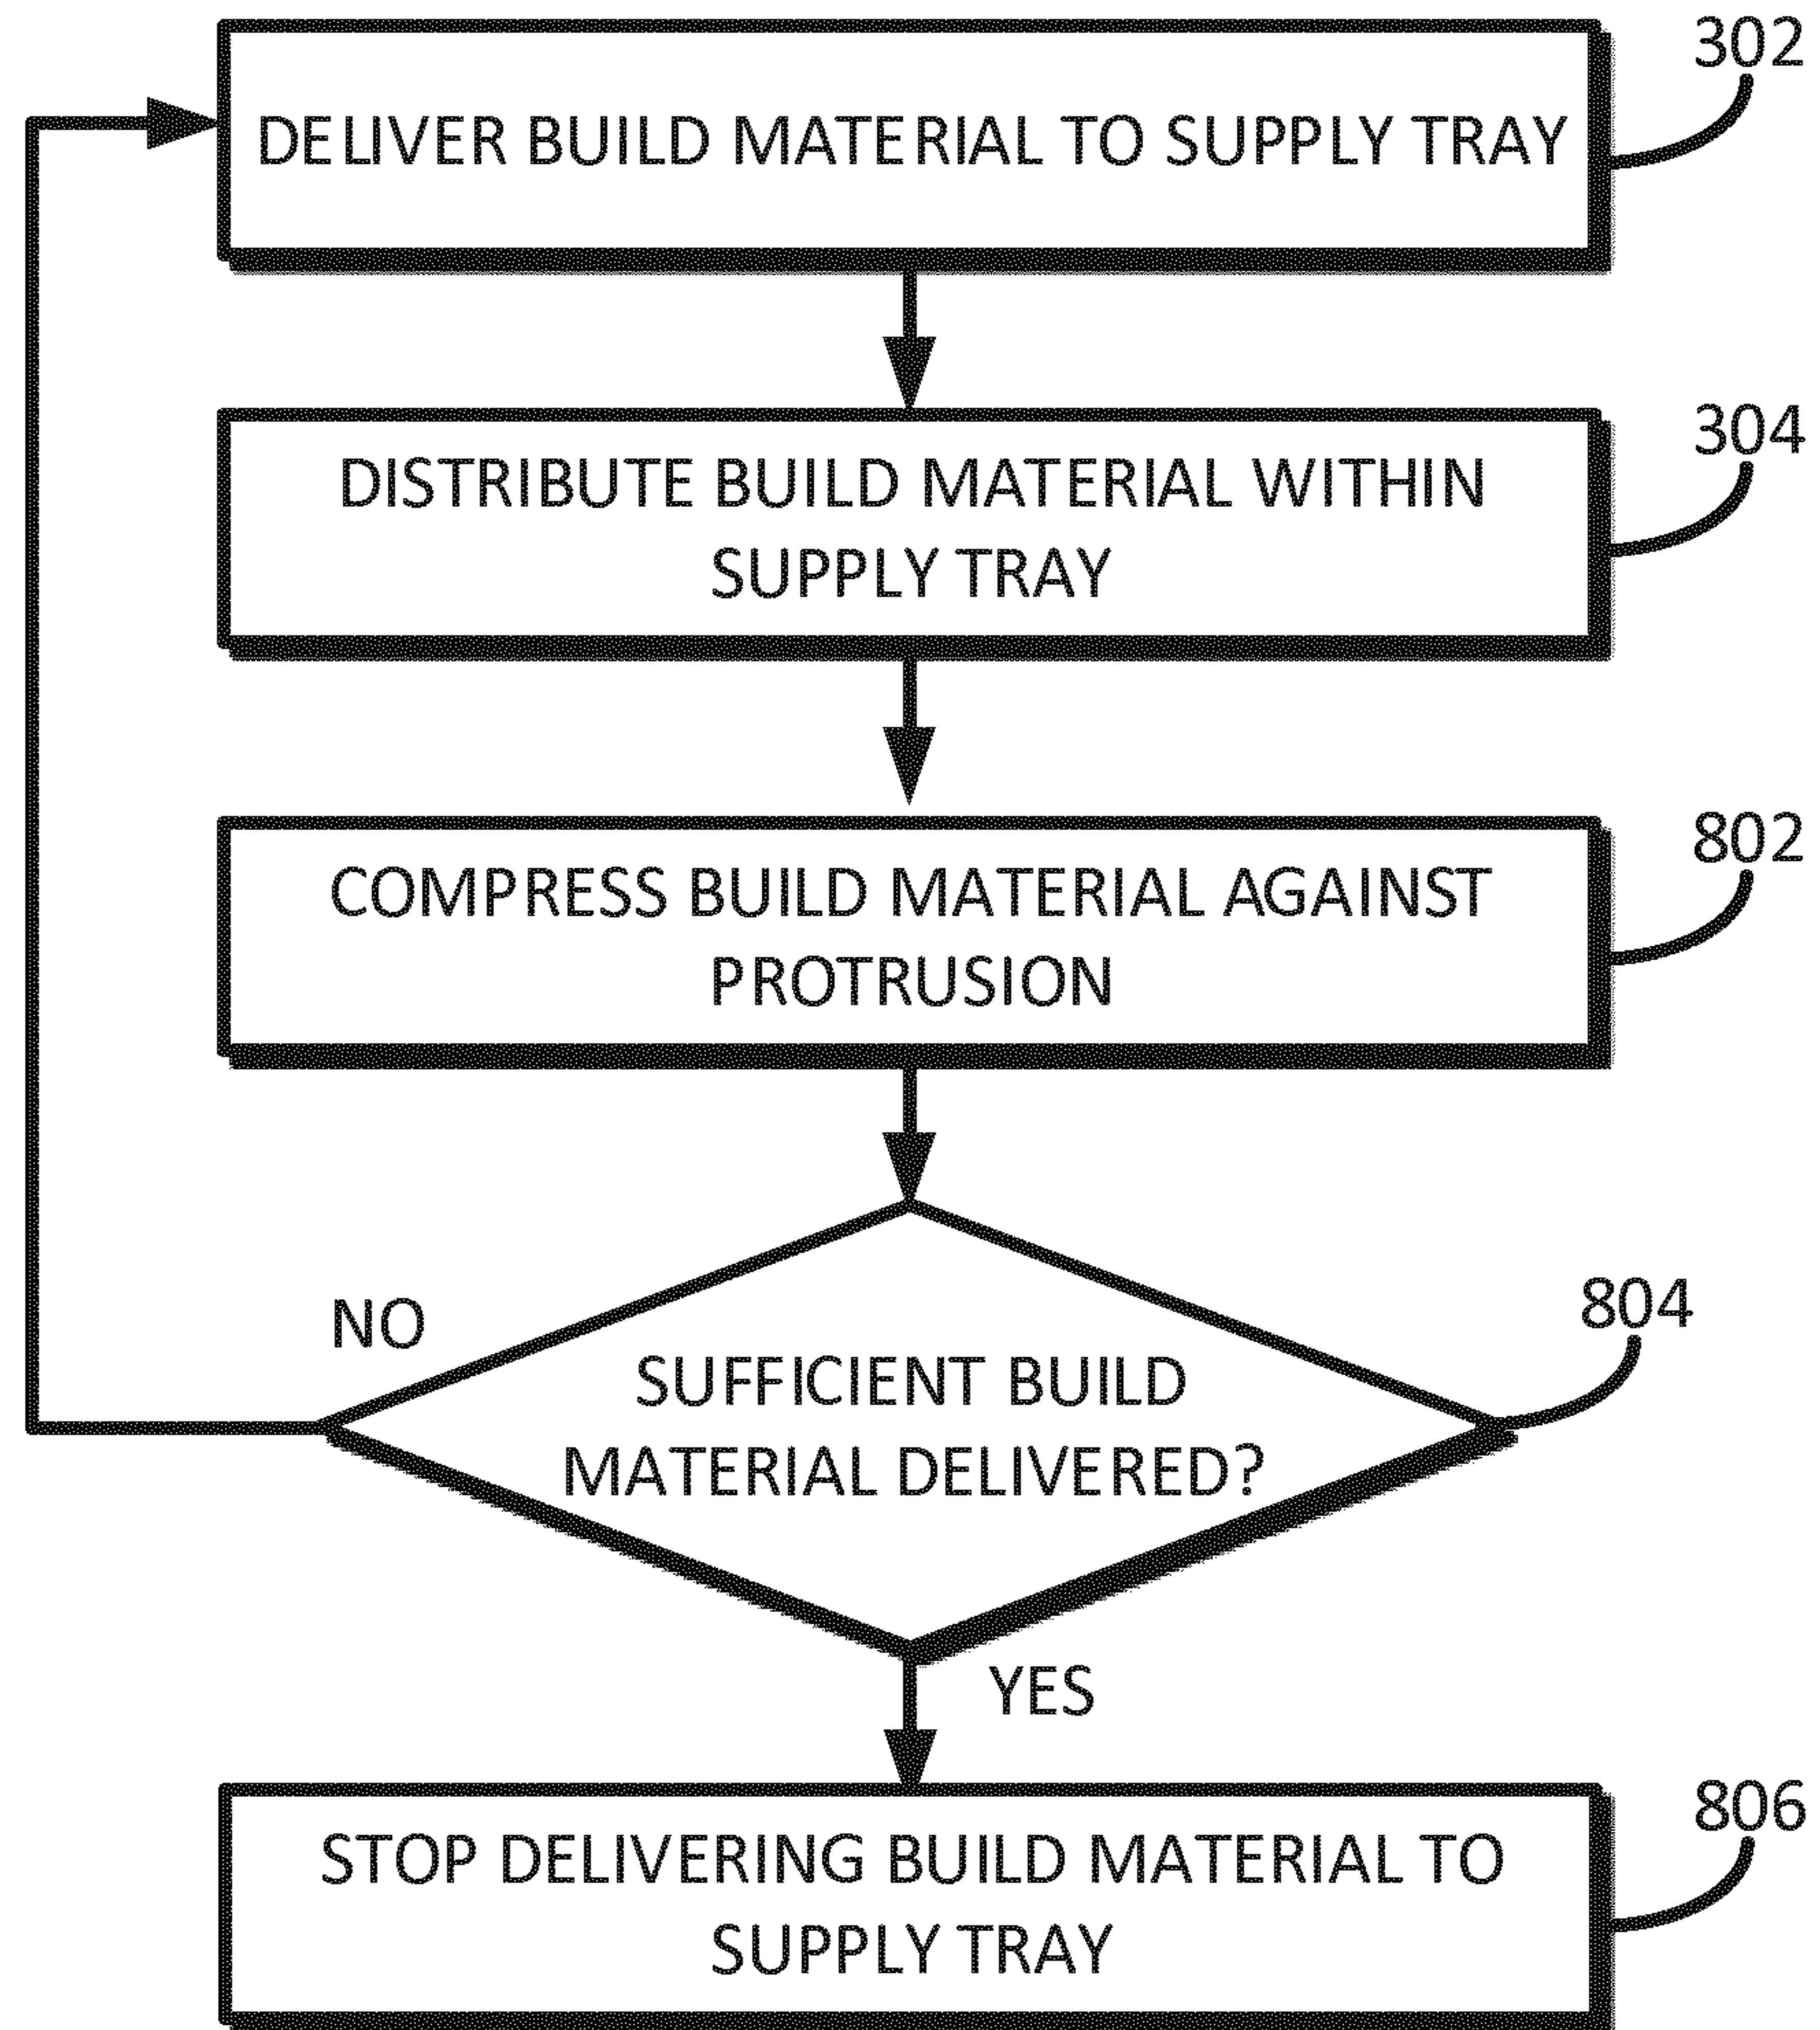 302
DELIVER BUILD MATERIAL TO SUPPLY TRAY
304
DISTRIBUTE BUILD MATERIAL WITHIN
SUPPLY TRAY
802
COMPRESS BUILD MATERIAL AGAINST
PROTRUSION
804
NO
SUFFICIENT BUILD
MATERIAL DELIVERED?
YES
806
STOP DELIVERING BUILD MATERIAL TO
SUPPLY TRAY